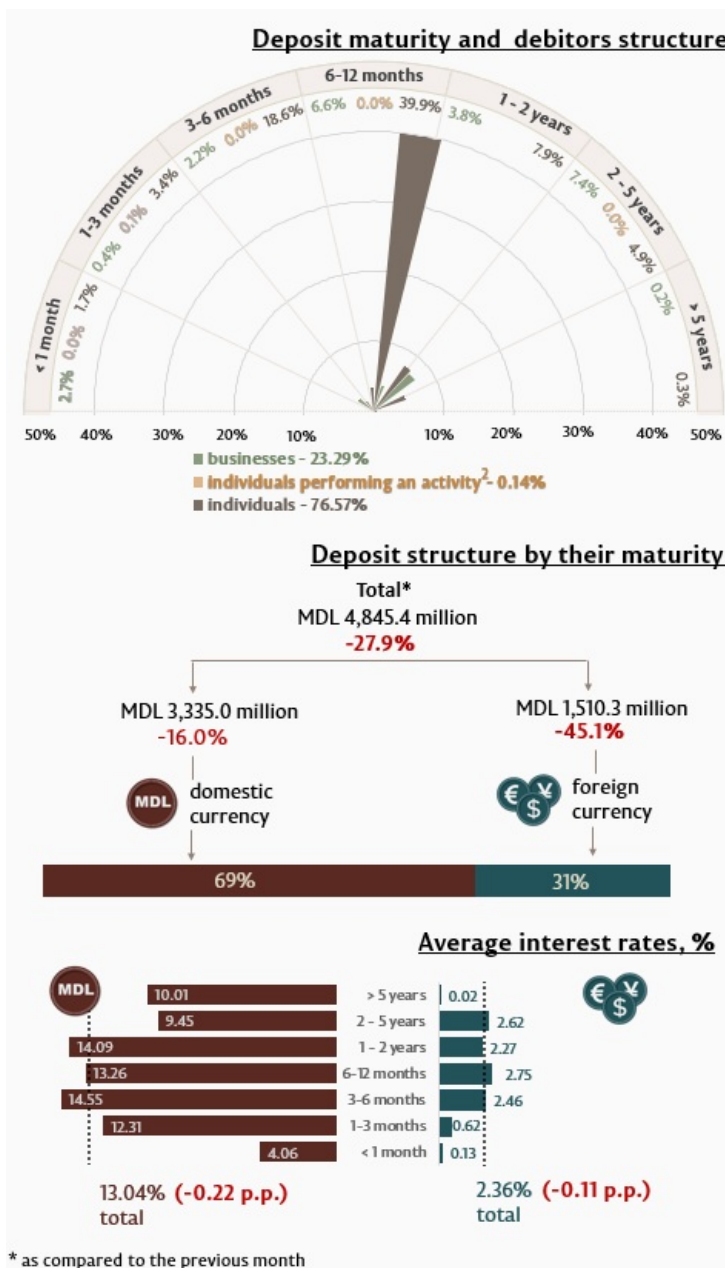 Deposit maturity and debitors structure
6-12 months
3-6 months
1 - 2 years
1-3 months
2 - 5 years
< 1 month
> 5 years
2.7% 0.0% 1.7%
0.4% 0.1% 3.4%
2.2% 0.0% 18.6%
6.6% 0.0% 39.9%
3.8% 7.9%
7.4% 0.0% 4.9%
0.2% 0.3%
50% 40% 30% 20% 10% 10% 20% 30% 40% 50%
businesses - 23.29%
individuals performing an activity2- 0.14%
individuals - 76.57%
Deposit structure by their maturity
Total*
MDL 4,845.4 million
-27.9%
MDL 3,335.0 million MDL 1,510.3 million
-16.0% -45.1%
MDL domestic currency
€ ¥ $ foreign currency
69% 31%
Average interest rates, %
MDL € ¥ $
10.01 > 5 years 0.02
9.45 2 - 5 years 2.62
14.09 1 - 2 years 2.27
13.26 6-12 months 2.75
14.55 3-6 months 2.46
12.31 1-3 months 0.62
4.06 < 1 month 0.13
13.04% (-0.22 p.p.) 2.36% (-0.11 p.p.)
total total
* as compared to the previous month